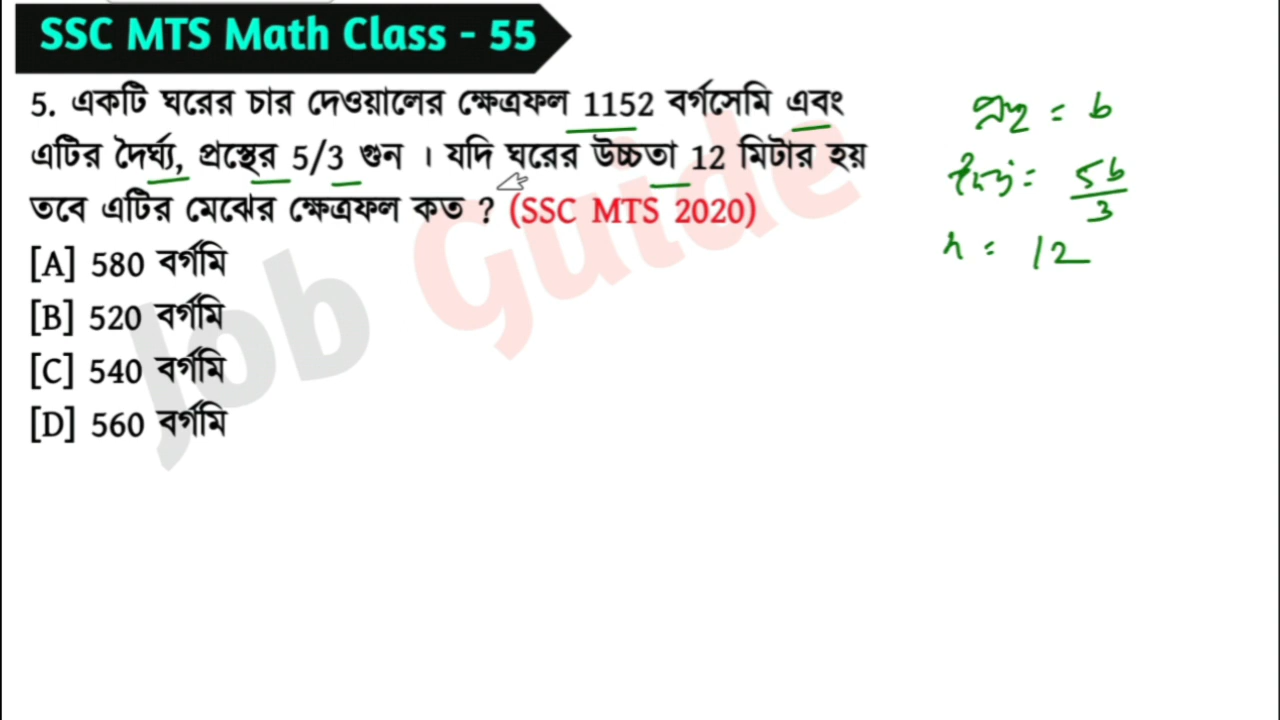 SSC MTS Math Class - 55
5. একটি ঘরের চার দেওয়ালের ক্ষেত্রফল 1152 বর্গসেমি এবং
এটির দৈর্ঘ্য, প্রস্থের 5/3 গুন । যদি ঘরের উচ্চতা 12 মিটার হয়
তবে এটির মেঝের ক্ষেত্রফল কত ? (SSC MTS 2020)
[A] 580 বর্গমি
[B] 520 বর্গমি
[C] 540 বর্গমি
[D] 560 বর্গমি
প্রস্থ = b
দৈর্ঘ্য = 5b/3
h = 12
Job Guide